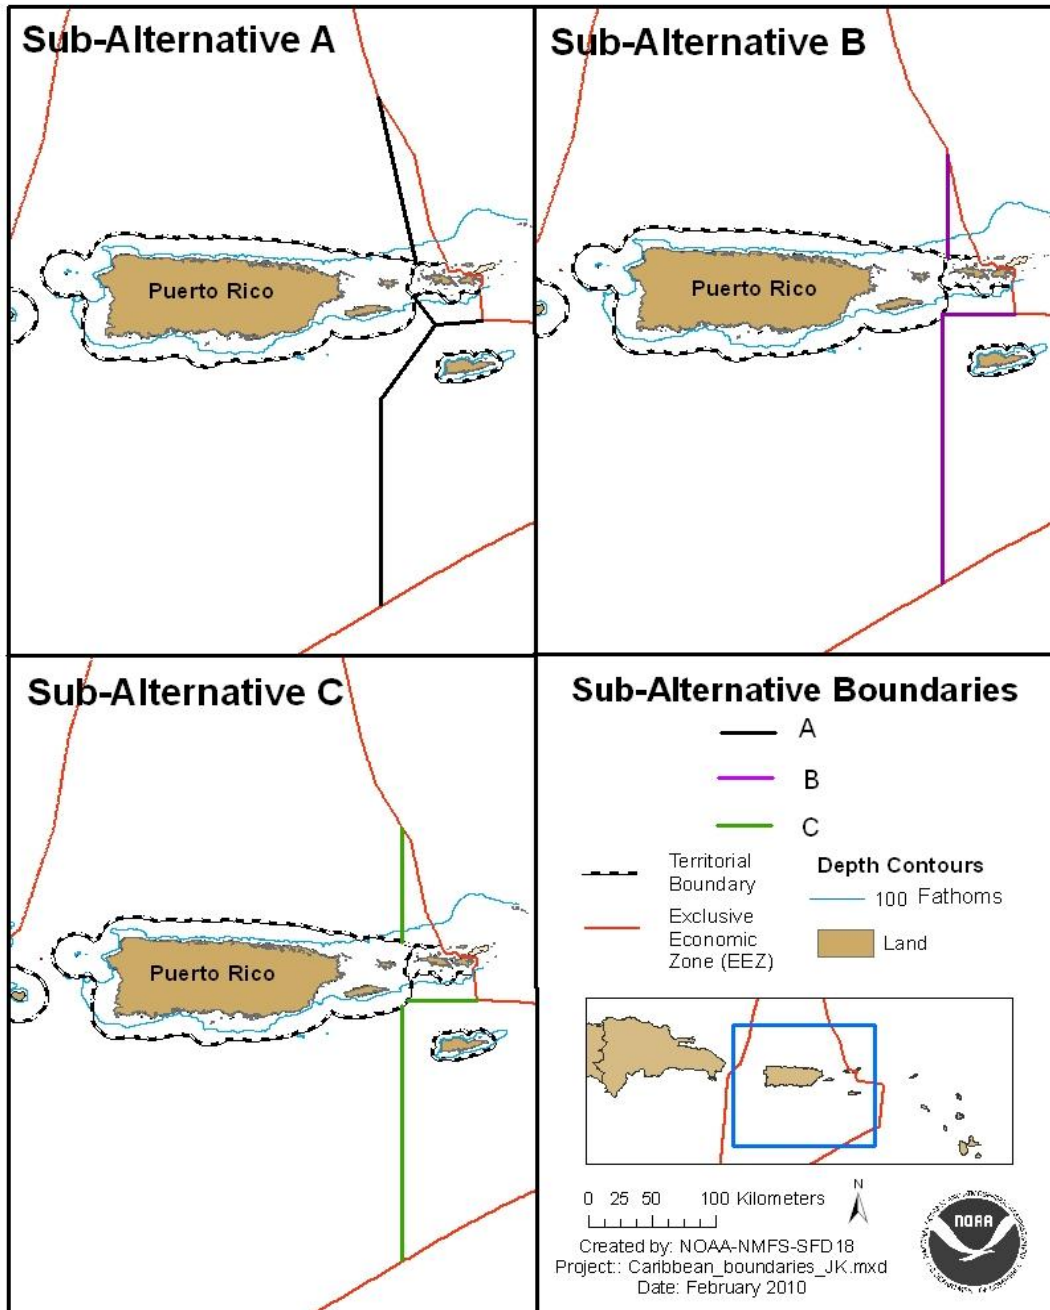 Sub-Alternative A
Puerto Rico
Sub-Alternative B
Puerto Rico
Sub-Alternative C
Puerto Rico
Sub-Alternative Boundaries
A
B
C
Territorial
Boundary
Exclusive
Economic
Zone (EEZ)
Depth Contours
100 Fathoms
Land
0 25 50 100 Kilometers
N
Created by: NOAA-NMFS-SFD18
Project:: Caribbean_boundaries_JK.mxd
Date: February 2010
NOAA